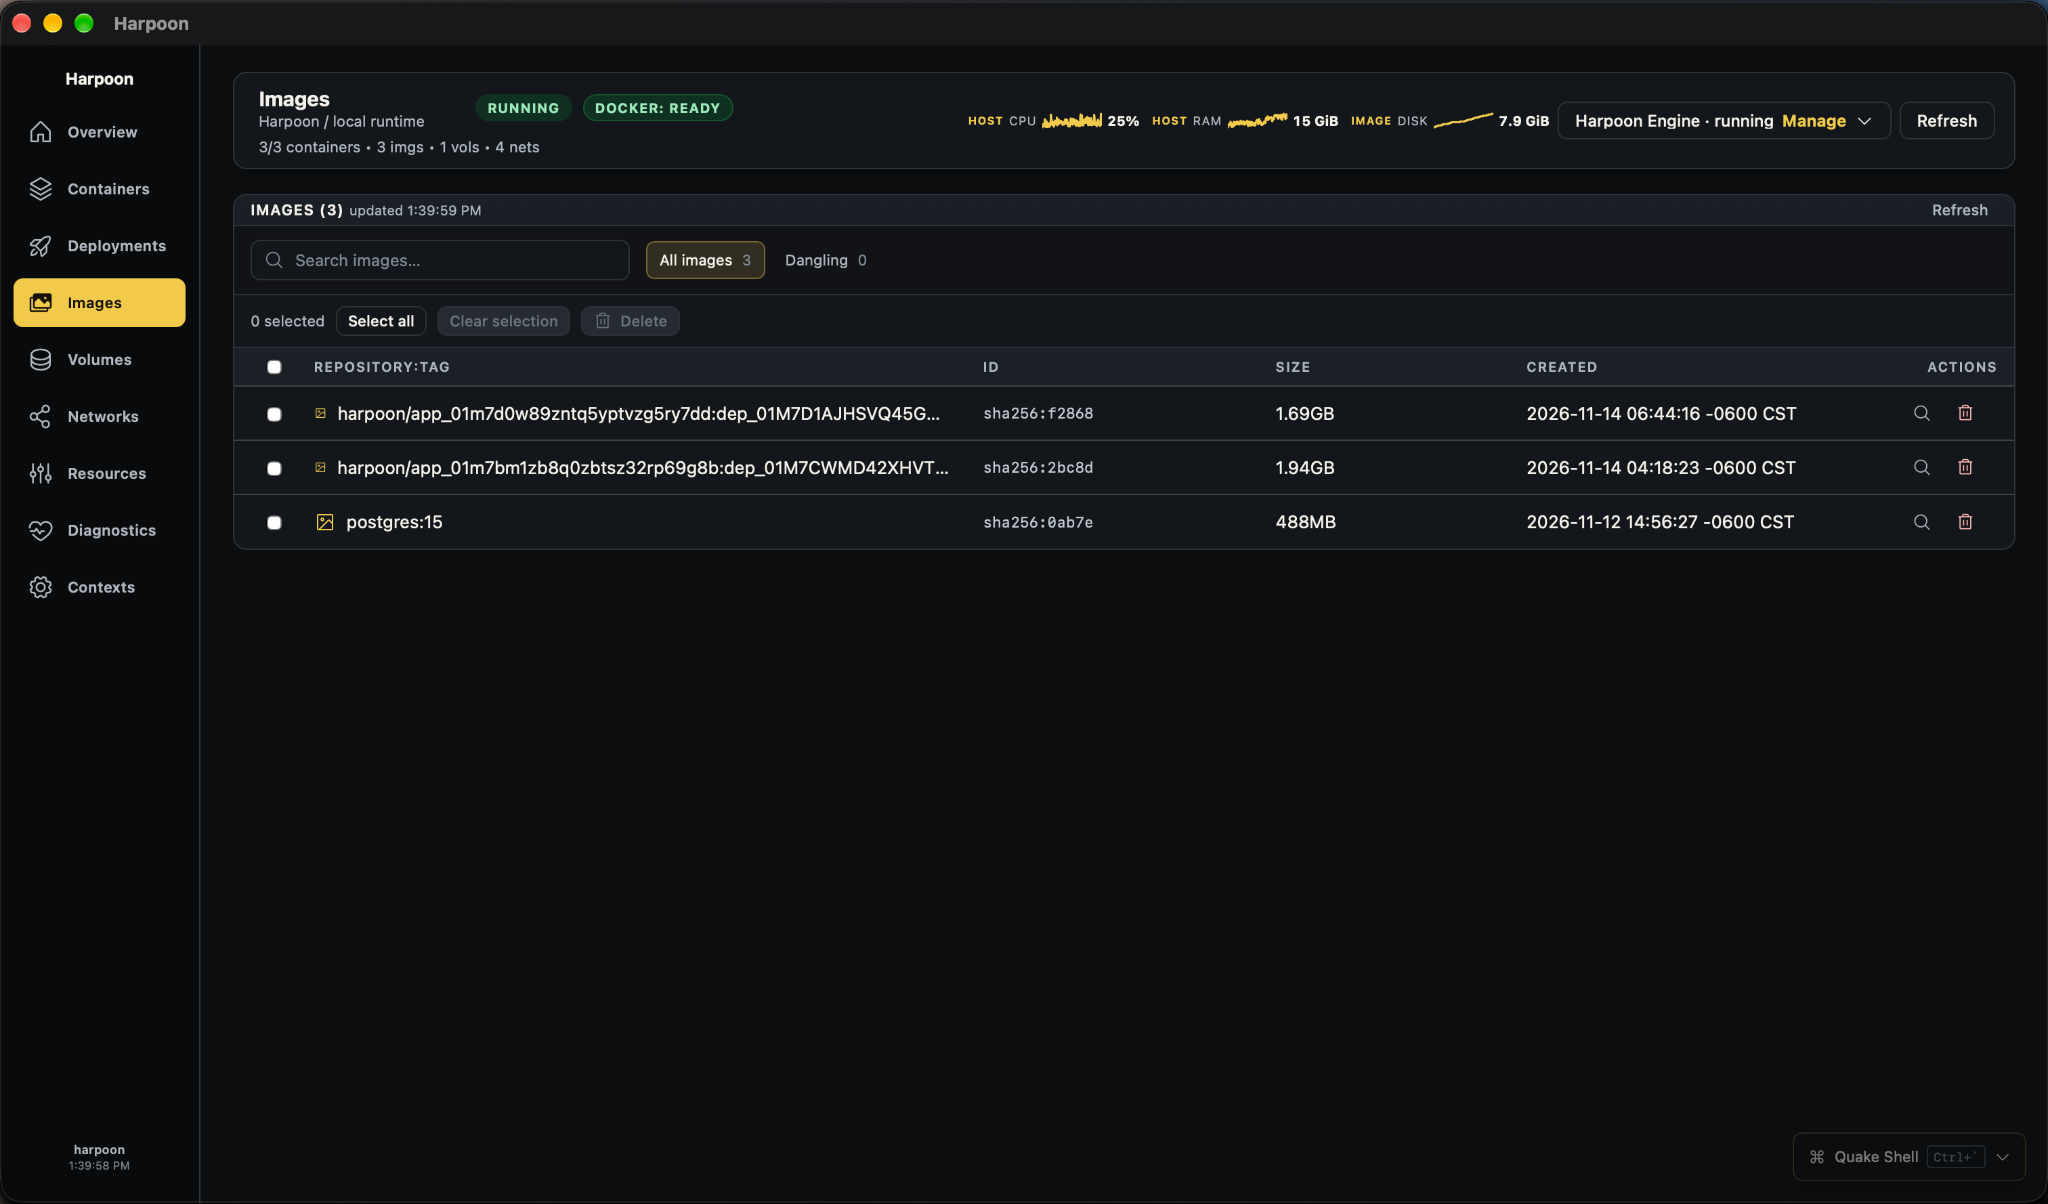 Harpoon
Harpoon
Overview
Containers
Deployments
Images
Volumes
Networks
Resources
Diagnostics
Contexts
harpoon
1:39:58 PM
Images
Harpoon / local runtime
3/3 containers • 3 imgs • 1 vols • 4 nets
RUNNING
DOCKER: READY
HOST CPU 25% HOST RAM 15 GiB IMAGE DISK 7.9 GiB
Harpoon Engine · running Manage
Refresh
IMAGES (3) updated 1:39:59 PM
Refresh
Search images...
All images 3
Dangling 0
0 selected
Select all
Clear selection
Delete
REPOSITORY:TAG ID SIZE CREATED ACTIONS
harpoon/app_01m7d0w89zntq5yptvzg5ry7dd:dep_01M7D1AJHSVQ45G... sha256:f2868 1.69GB 2026-11-14 06:44:16 -0600 CST
harpoon/app_01m7bm1zb8q0zbtsz32rp69g8b:dep_01M7CWMD42XHVT... sha256:2bc8d 1.94GB 2026-11-14 04:18:23 -0600 CST
postgres:15 sha256:0ab7e 488MB 2026-11-12 14:56:27 -0600 CST
⌘ Quake Shell Ctrl+`